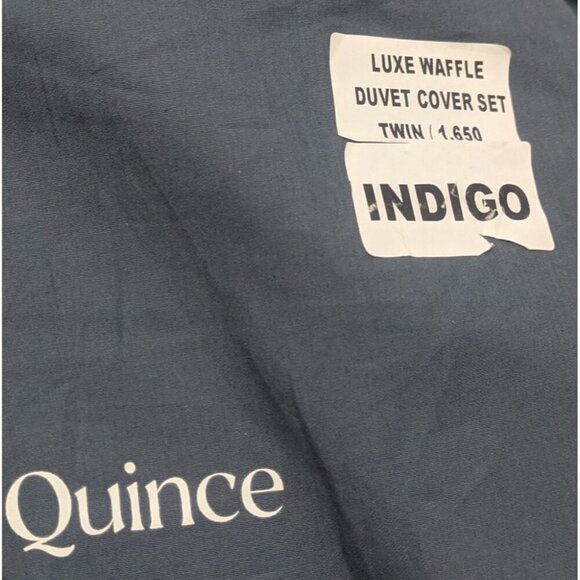 LUXE WAFFLE
DUVET COVER SET
TWIN / 1.650
INDIGO
Quince